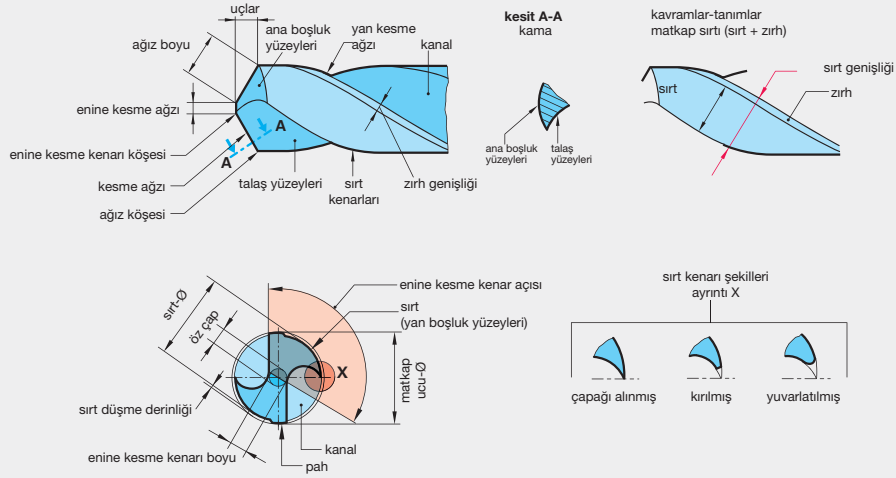 uçlar
ağız boyu
ana boşluk
yüzeyleri
yan kesme
ağzı
kanal
enine kesme ağzı
enine kesme kenarı köşesi
kesme ağzı
ağız köşesi
A
A
talaş yüzeyleri
sırt
kenarları
zırh genişliği
kesit A-A
kama
ana boşluk
yüzeyleri
talaş
yüzeyleri
kavramlar-tanımlar
matkap sırtı (sırt + zırh)
sırt
sırt genişliği
zırh
sırt-Ø
öz çap
sırt düşme derinliği
enine kesme kenarı boyu
enine kesme kenar açısı
sırt
(yan boşluk yüzeyleri)
X
matkap
ucu-Ø
kanal
pah
sırt kenarı şekilleri
ayrıntı X
çapağı alınmış
kırılmış
yuvarlatılmış